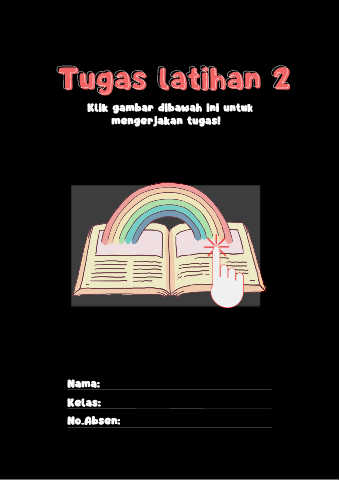 Tugas latihan 2
Klik gambar dibawah ini untuk
mengerjakan tugas!
Nama:
Kelas:
No.Absen: